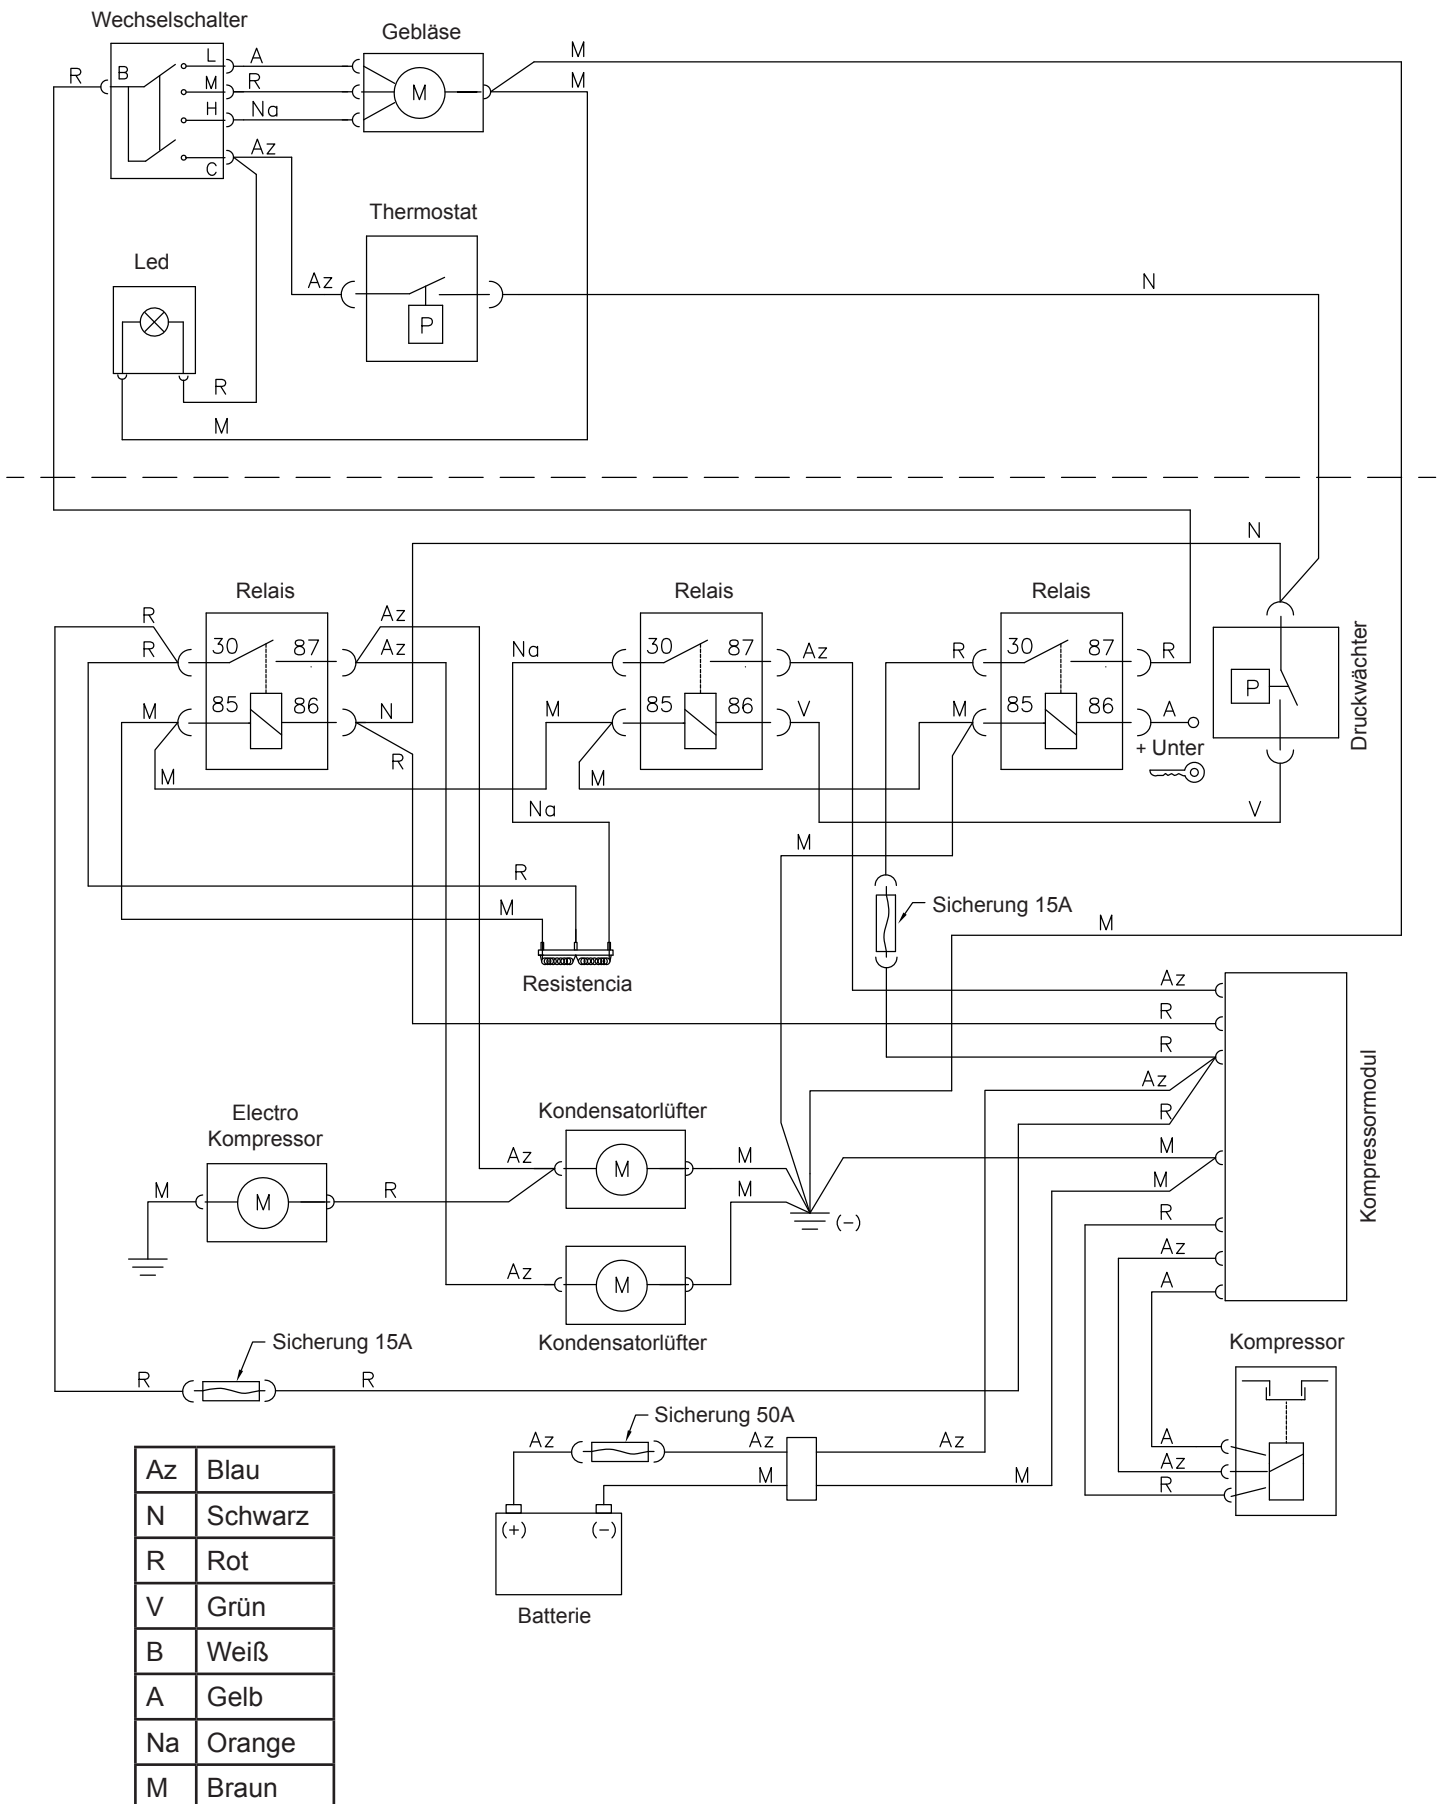 Wechselschalter
Gebläse
M
R
B
L
A
M
R
M
M
H
Na
Az
C
Thermostat
Led
Az
N
P
R
M
N
Relais
Relais
Relais
R
Az
30
87
R
Az
Na
30
87
Az
R
30
87
R
Druckwächter
P
M
85
86
N
M
85
86
V
M
85
86
A
+ Unter
R
M
M
Na
V
M
R
M
Sicherung 15A
M
Resistencia
Az
R
R
Az
R
Kompressormodul
Electro
Kompressor
Kondensatorlüfter
Az
M
M
M
M
M
R
M
M
(-)
R
Az
Az
M
A
Kondensatorlüfter
Sicherung 15A
Kompressor
R
R
Sicherung 50A
Az
Az
Az
A
Az
R
M
M
(+)
(-)
Batterie
Az Blau
N Schwarz
R Rot
V Grün
B Weiß
A Gelb
Na Orange
M Braun